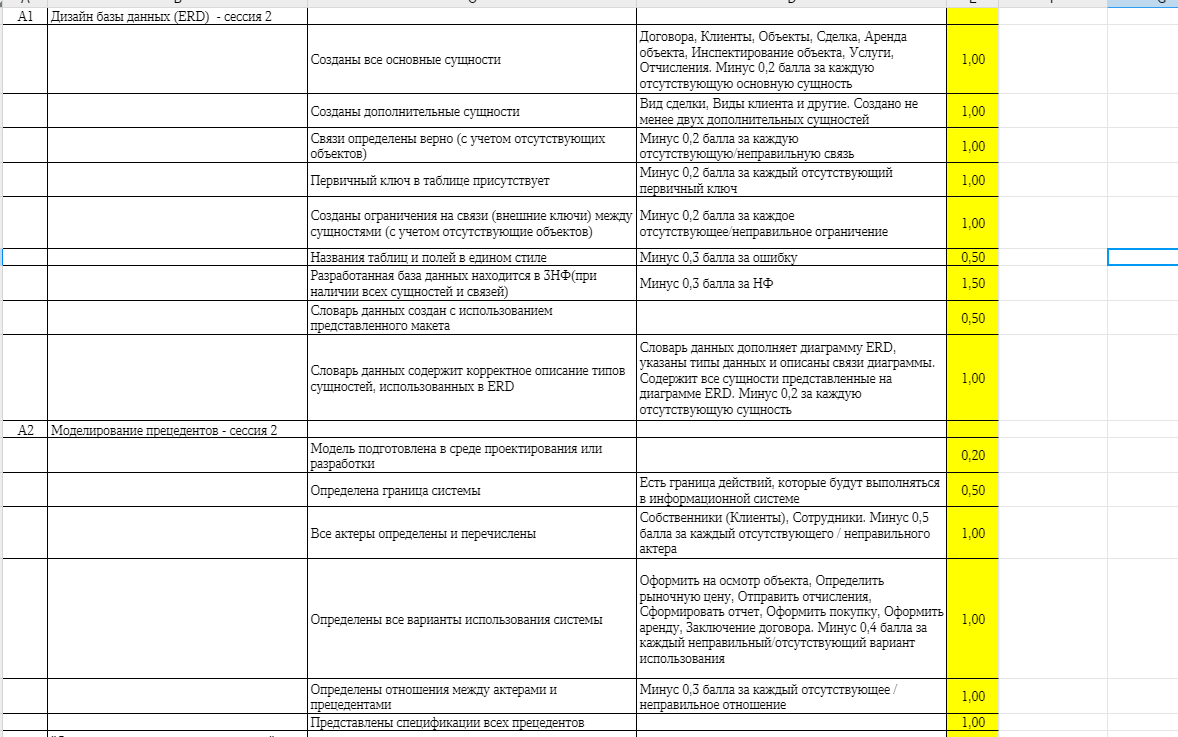 А1 Дизайн базы данных (ERD) - сессия 2
Созданы все основные сущности
Договора, Клиенты, Объекты, Сделка, Аренда
объекта, Инспектирование объекта, Услуги,
Отчисления. Минус 0,2 балла за каждую
отсутствующую основную сущность
1,00
Созданы дополнительные сущности
Вид сделки, Виды клиента и другие. Создано не
менее двух дополнительных сущностей
1,00
Связи определены верно (с учетом отсутствующих
объектов)
Минус 0,2 балла за каждую
отсутствующую/неправильную связь
1,00
Первичный ключ в таблице присутствует
Минус 0,2 балла за каждый отсутствующий
первичный ключ
1,00
Созданы ограничения на связи (внешние ключи) между
сущностями (с учетом отсутствующие объектов)
Минус 0,2 балла за каждое
отсутствующее/неправильное ограничение
1,00
Названия таблиц и полей в едином стиле
Минус 0,3 балла за ошибку
0,50
Разработанная база данных находится в 3НФ(при
наличии всех сущностей и связей)
Минус 0,3 балла за НФ
1,50
Словарь данных создан с использованием
представленного макета
0,50
Словарь данных содержит корректное описание типов
сущностей, использованных в ERD
Словарь данных дополняет диаграмму ERD,
указаны типы данных и описаны связи диаграммы.
Содержит все сущности представленные на
диаграмме ERD. Минус 0,2 за каждую
отсутствующую сущность
1,00
А2 Моделирование прецедентов - сессия 2
Модель подготовлена в среде проектирования или
разработки
0,20
Определена граница системы
Есть граница действий, которые будут выполняться
в информационной системе
0,50
Все актеры определены и перечислены
Собственники (Клиенты), Сотрудники. Минус 0,5
балла за каждый отсутствующего / неправильного
актера
1,00
Определены все варианты использования системы
Оформить на осмотр объекта, Определить
рыночную цену, Отправить отчисления,
Сформировать отчет, Оформить покупку, Оформить
аренду, Заключение договора. Минус 0,4 балла за
каждый неправильный/отсутствующий вариант
использования
1,00
Определены отношения между актерами и
прецедентами
Минус 0,3 балла за каждый отсутствующее /
неправильное отношение
1,00
Представлены спецификации всех прецедентов
1,00